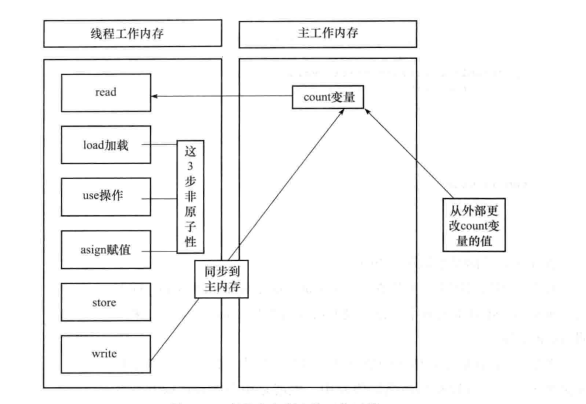 线程工作内存
主工作内存
read
count变量
load加载
这
3
步
非
原
子
性
use操作
asign赋值
从外部更
改count变
量的值
同步到
主内存
store
write